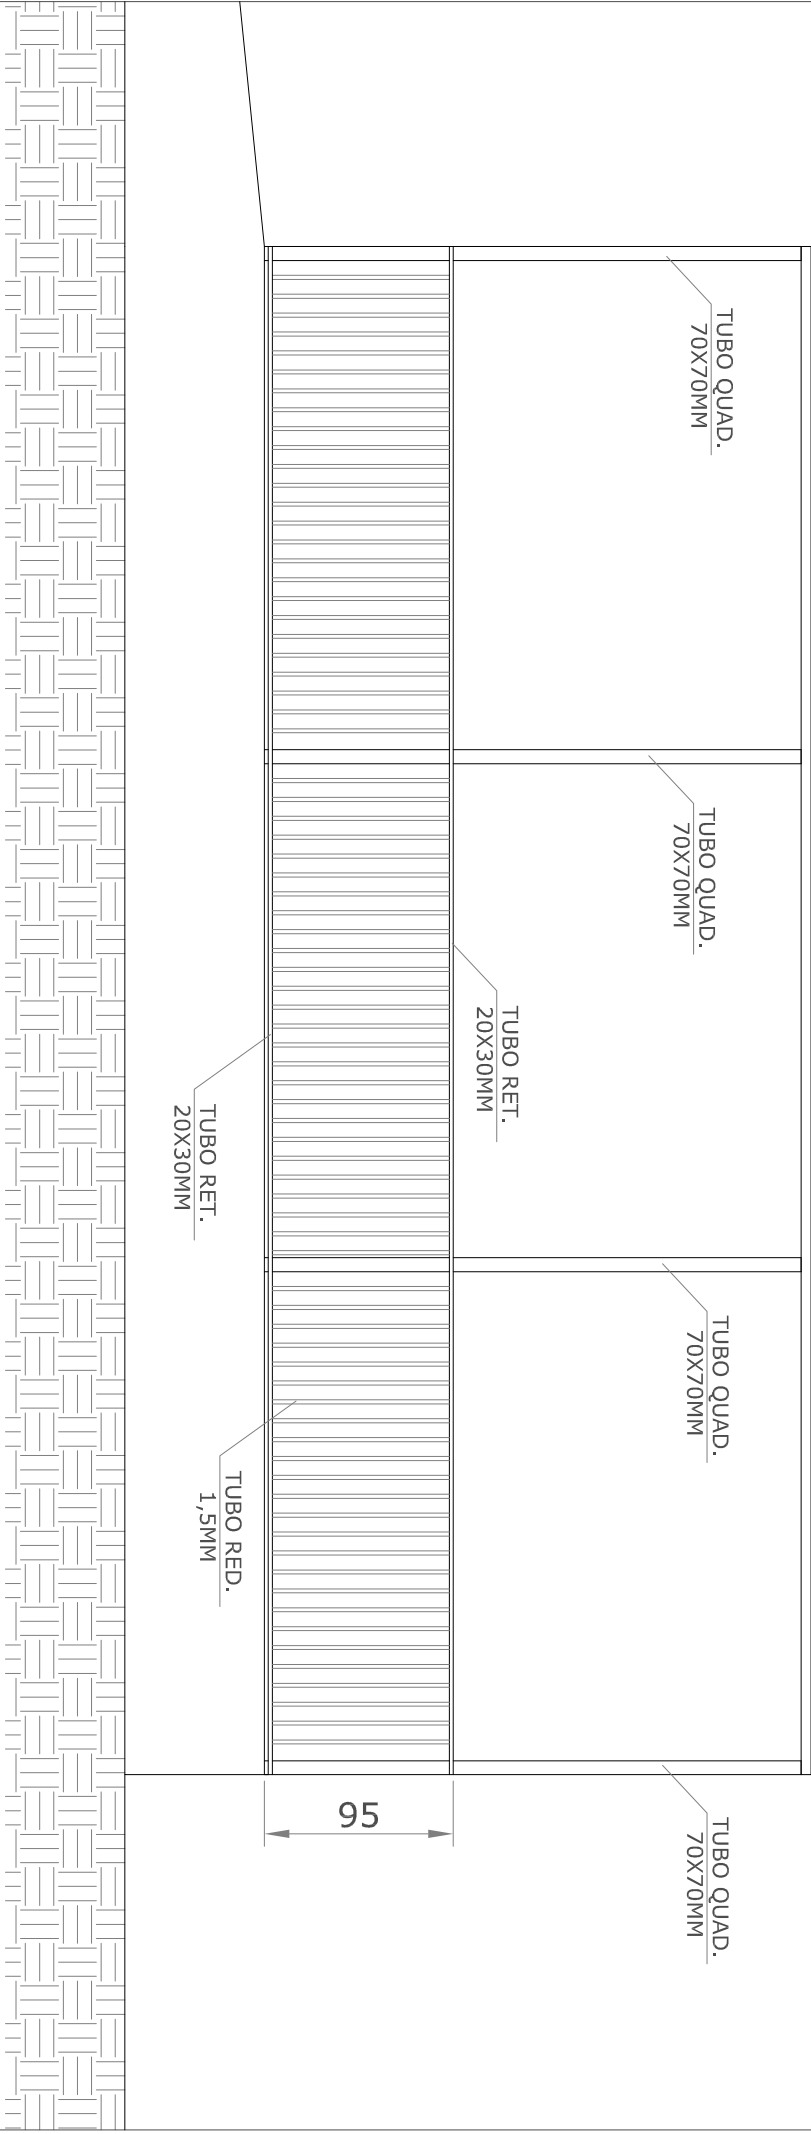 TUBO QUAD.
70X70MM
TUBO QUAD.
70X70MM
TUBO RET.
20X30MM
TUBO RET.
20X30MM
TUBO QUAD.
70X70MM
TUBO RED.
1,5MM
TUBO QUAD.
70X70MM
95